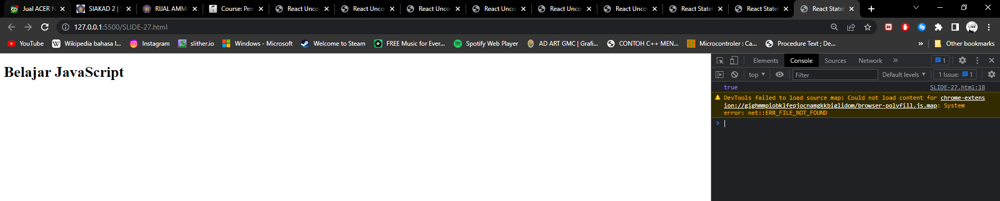 Jual ACER N
SIAKAD 2 |
RIJAL AMM
Course: Pem
React Unco
React Unco
React Unco
React Unco
React Unco
React Unco
React State
React State
React State
127.0.0.1:5500/SLIDE-27.html
YouTube
Wikipedia bahasa I...
Instagram
slither.io
Windows - Microsoft
Welcome to Steam
FREE Music for Ever...
Spotify Web Player
AD ART GMC | Grafi...
CONTOH C++ MEN...
Microcontroler : Ca...
Procedure Text ; De...
»
Other bookmarks
Belajar JavaScript
Elements Console Sources Network » 1
top Filter Default levels 1 Issue: 1
true SLIDE-27.html:18
DevTools failed to load source map: Could not load content for chrome-extens
ion://gighmmpiobklfepjocnamgkkbiglidom/browser-polyfill.js.map: System
error: net::ERR_FILE_NOT_FOUND